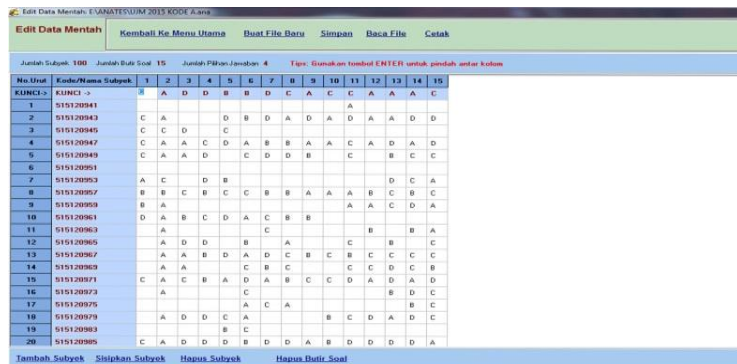 Edit Data Mentah: E:\ANATES\UJM 2015 KODE A.ana
Edit Data Mentah Kembali Ke Menu Utama Buat File Baru Simpan Baca File Cetak
Jumlah Subyek 100 Jumlah Butir Soal 15 Jumlah Pilihan Jawaban 4 Tips: Gunakan tombol ENTER untuk pindah antar kolom
No.Urut Kode/Nama Subyek 1 2 3 4 5 6 7 8 9 10 11 12 13 14 15
KUNCI-> KUNCI -> A D D B B D C A C C A A A C
1 515120941 A
2 515120943 C A D B D A D A D A A D D
3 515120945 C C D C
4 515120947 C A A C D A B B A A C A D A D
5 515120949 C A A D C D D B C B C C
6 515120951
7 515120953 A C D B D C A
8 515120957 B B C B C C B B A A A B C B C
9 515120959 B A A A C D A
10 515120961 D A B C D A C B B
11 515120963 A C B B A
12 515120965 A D D B A C B C
13 515120967 A A B D A D C B C B C C C C
14 515120969 A A C B C C C D C B
15 515120971 C A C B A D A B C C D A D A D
16 515120973 A C B D C
17 515120975 A C A B C
18 515120979 A D D C A B C D A D C
19 515120983 B C
20 515120985 C A D D D B D D A B D D D D A
Tambah Subyek Sisipkan Subyek Hapus Subyek Hapus Butir Soal